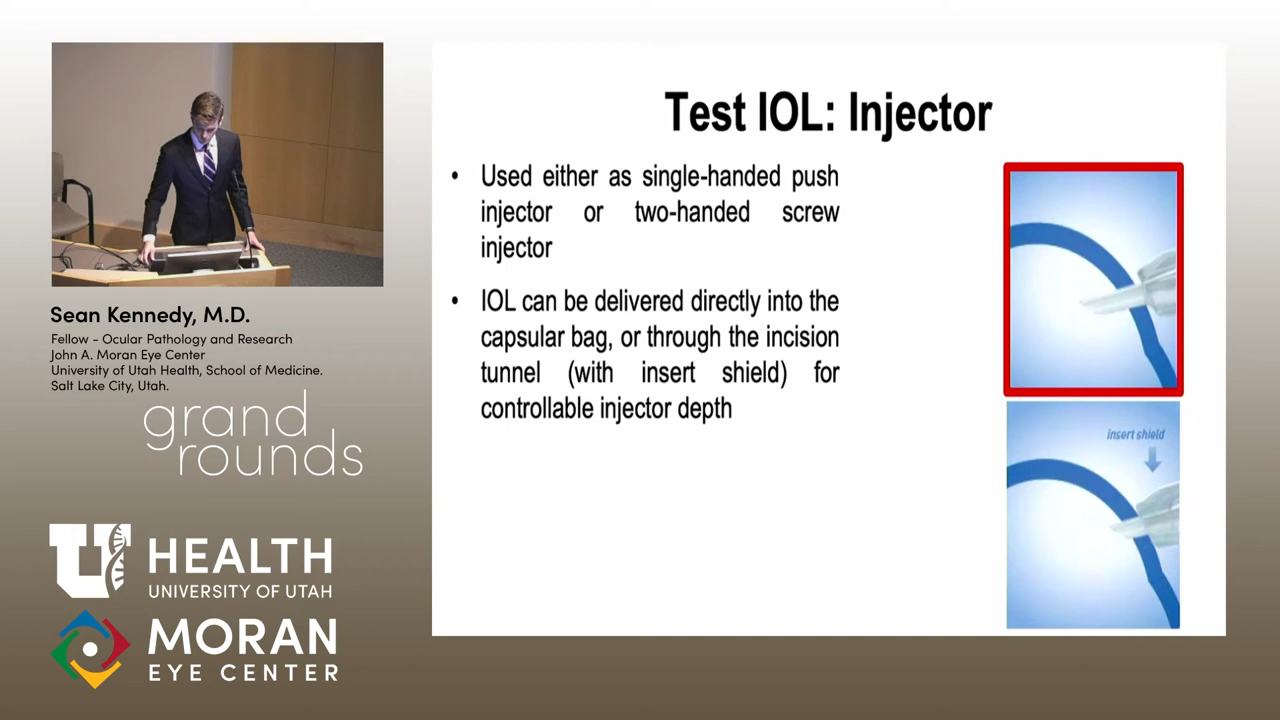 Test IOL: Injector
• Used either as single-handed push
injector or two-handed screw
injector
• IOL can be delivered directly into the
capsular bag, or through the incision
tunnel (with insert shield) for
controllable injector depth
insert shield
Sean Kennedy, M.D.
Fellow - Ocular Pathology and Research
John A. Moran Eye Center
University of Utah Health, School of Medicine.
Salt Lake City, Utah.
grand
rounds
U HEALTH
UNIVERSITY OF UTAH
MORAN
EYE CENTER